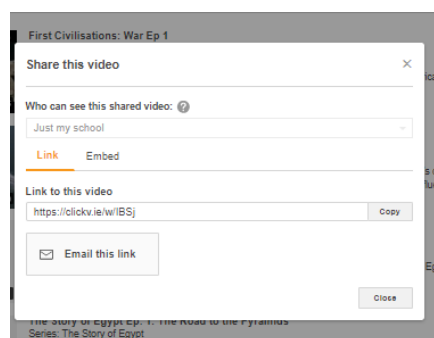 First Civilisations: War Ep 1
Share this video
Who can see this shared video:
Just my school
Link Embed
Link to this video
https://clickv.ie/w/IBSj Copy
Email this link
Close
The Story of Egypt Ep. 1: The Road to the Pyramids
Series: The Story of Egypt